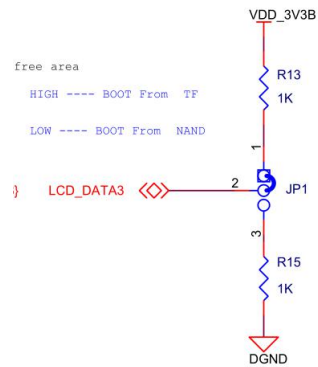 VDD_3V3B
R13
1K
free area
HIGH ---- BOOT From TF
LOW ---- BOOT From NAND
1
} LCD_DATA3
2
JP1
3
R15
1K
DGND